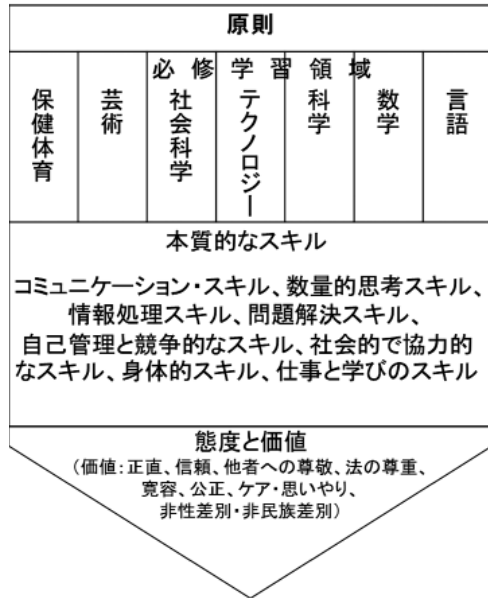 原則
必修学習領域
保健体育
芸術
社会科学
テクノロジー
科学
数学
言語
本質的なスキル
コミュニケーション・スキル、数量的思考スキル、
情報処理スキル、問題解決スキル、
自己管理と競争的なスキル、社会的で協力的
なスキル、身体的スキル、仕事と学びのスキル
態度と価値
（価値：正直、信頼、他者への尊敬、法の尊重、
寛容、公正、ケア・思いやり、
非性差別・非民族差別）